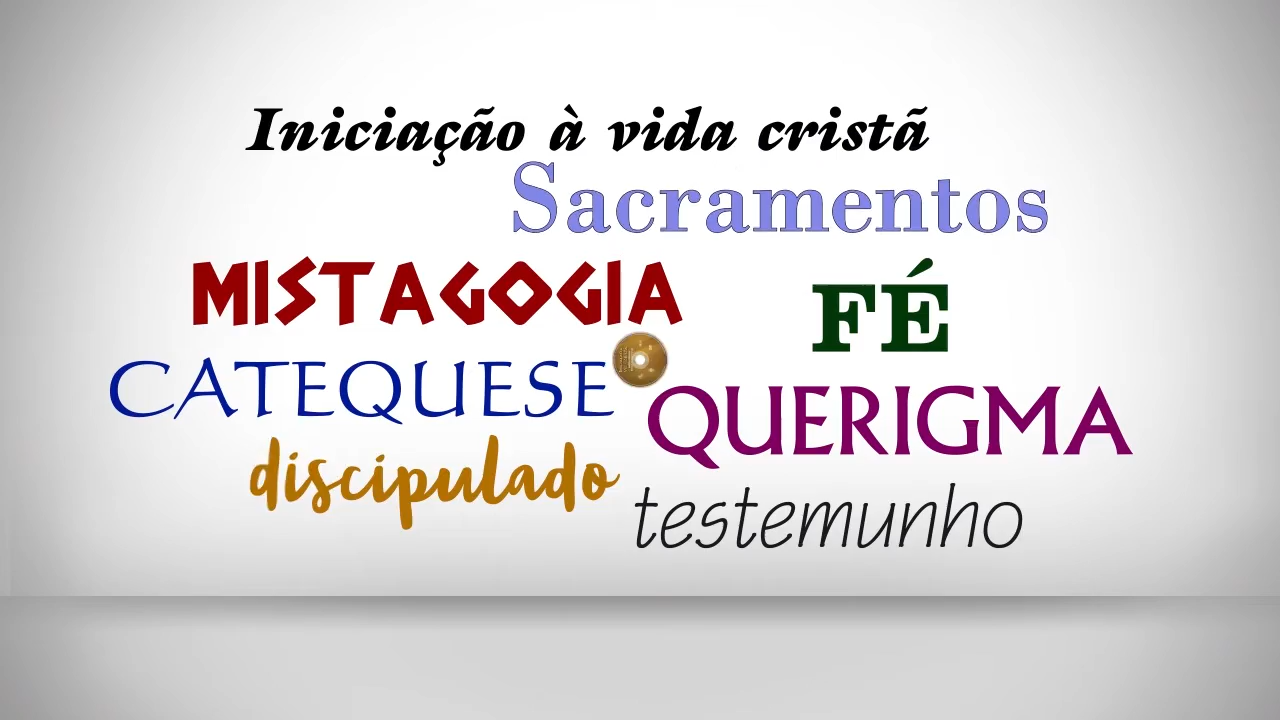 Iniciação à vida cristã
Sacramentos
MISTAGOGIA
FÉ
CATEQUESE
QUERIGMA
discipulado
testemunho